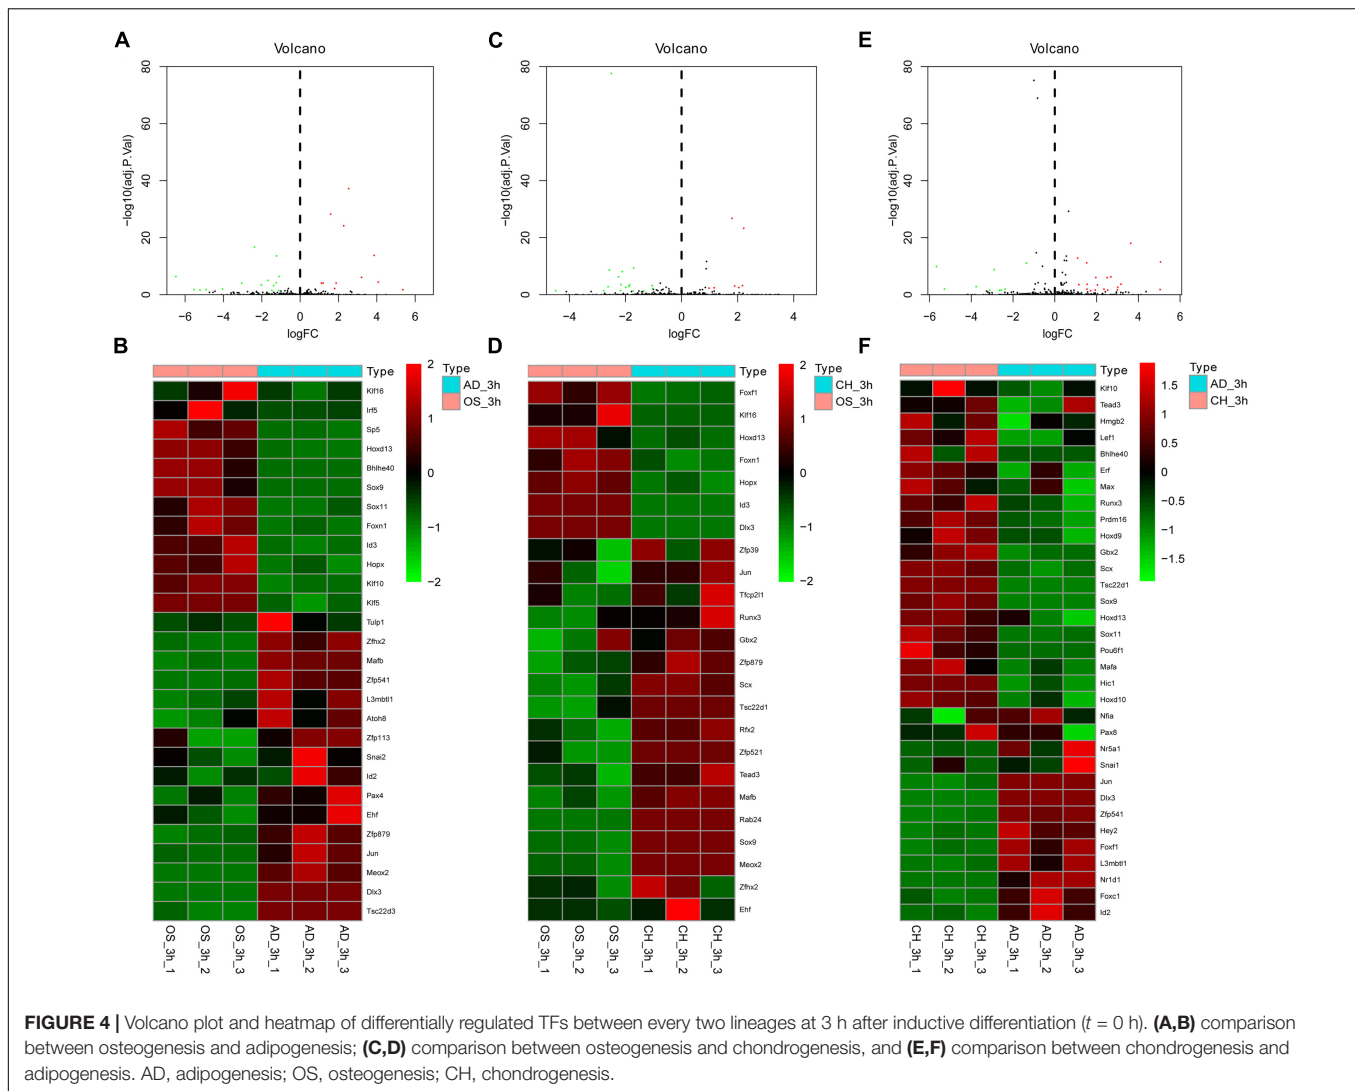 A
Volcano
−log10(adj.P.Val)
80
60
40
20
0
−6 −4 −2 0 2 4 6
logFC
C
Volcano
−log10(adj.P.Val)
80
60
40
20
0
−4 −2 0 2 4
logFC
E
Volcano
−log10(adj.P.Val)
80
60
40
20
0
−6 −4 −2 0 2 4 6
logFC
B
Type
Klf16
Irf5
Sp5
Hoxd13
Bhlhe40
Sox9
Sox11
Foxn1
Id3
Hopx
Klf10
Klf5
Tulp1
Zfhx2
Mafb
Zfp541
L3mbtl1
Atoh8
Zfp113
Snai2
Id2
Pax4
Ehf
Zfp879
Jun
Meox2
Dlx3
Tsc22d3
OS_3h_1
OS_3h_2
OS_3h_3
AD_3h_1
AD_3h_2
AD_3h_3
2
1
0
−1
−2
Type
AD_3h
OS_3h
D
Type
Foxf1
Klf16
Hoxd13
Foxn1
Hopx
Id3
Dlx3
Zfp39
Jun
Tfcp2l1
Runx3
Gbx2
Zfp879
Scx
Tsc22d1
Rfx2
Zfp521
Tead3
Mafb
Rab24
Sox9
Meox2
Zfhx2
Ehf
OS_3h_1
OS_3h_2
OS_3h_3
CH_3h_1
CH_3h_2
CH_3h_3
2
1
0
−1
−2
Type
CH_3h
OS_3h
F
Type
Klf10
Tead3
Hmgb2
Lef1
Bhlhe40
Erf
Max
Runx3
Prdm16
Hoxd9
Gbx2
Scx
Tsc22d1
Sox9
Hoxd13
Sox11
Pou6f1
Mafa
Hic1
Hoxd10
Nfia
Pax8
Nr5a1
Snai1
Jun
Dlx3
Zfp541
Hey2
Foxf1
L3mbtl1
Nr1d1
Foxc1
Id2
CH_3h_1
CH_3h_2
CH_3h_3
AD_3h_1
AD_3h_2
AD_3h_3
1.5
1
0.5
0
−0.5
−1
−1.5
Type
AD_3h
CH_3h
FIGURE 4 | Volcano plot and heatmap of differentially regulated TFs between every two lineages at 3 h after inductive differentiation (t = 0 h). (A,B) comparison
between osteogenesis and adipogenesis; (C,D) comparison between osteogenesis and chondrogenesis, and (E,F) comparison between chondrogenesis and
adipogenesis. AD, adipogenesis; OS, osteogenesis; CH, chondrogenesis.